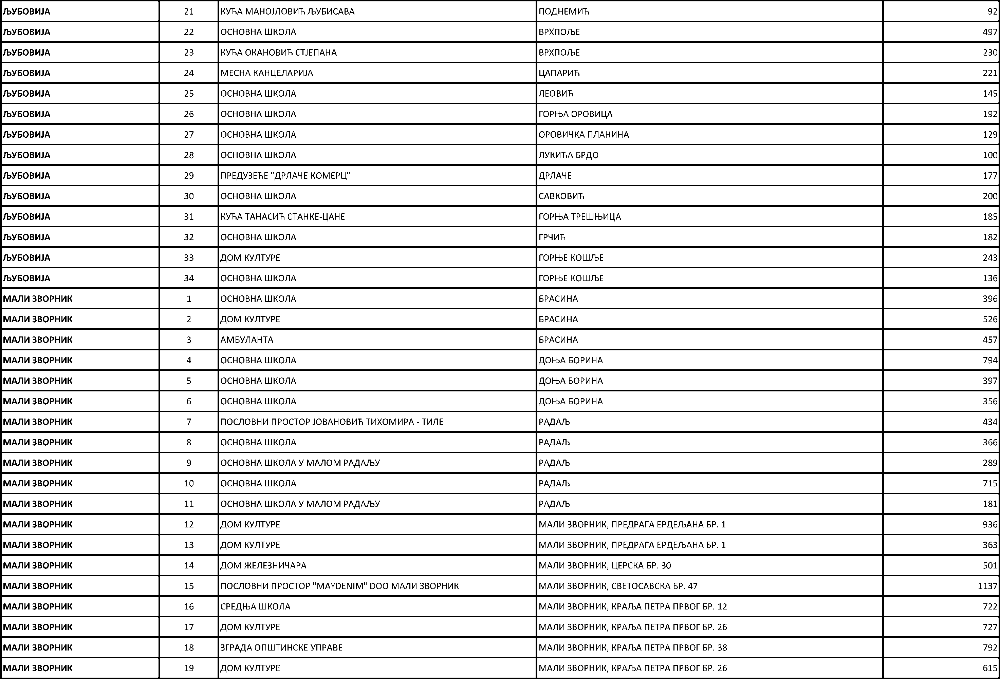 ЉУБОВИЈА 21 КУЋА МАНОЈЛОВИЋ ЉУБИСАВА ПОДНЕМИЋ 92
ЉУБОВИЈА 22 ОСНОВНА ШКОЛА ВРХПОЉЕ 497
ЉУБОВИЈА 23 КУЋА ОКАНОВИЋ СТЈЕПАНА ВРХПОЉЕ 230
ЉУБОВИЈА 24 МЕСНА КАНЦЕЛАРИЈА ЦАПАРИЋ 221
ЉУБОВИЈА 25 ОСНОВНА ШКОЛА ЛЕОВИЋ 145
ЉУБОВИЈА 26 ОСНОВНА ШКОЛА ГОРЊА ОРОВИЦА 192
ЉУБОВИЈА 27 ОСНОВНА ШКОЛА ОРОВИЧКА ПЛАНИНА 129
ЉУБОВИЈА 28 ОСНОВНА ШКОЛА ЛУКИЋА БРДО 100
ЉУБОВИЈА 29 ПРЕДУЗЕЋЕ "ДРЛАЧЕ КОМЕРЦ" ДРЛАЧЕ 177
ЉУБОВИЈА 30 ОСНОВНА ШКОЛА САВКОВИЋ 200
ЉУБОВИЈА 31 КУЋА ТАНАСИЋ СТАНКЕ-ЦАНЕ ГОРЊА ТРЕШЊИЦА 185
ЉУБОВИЈА 32 ОСНОВНА ШКОЛА ГРЧИЋ 182
ЉУБОВИЈА 33 ДОМ КУЛТУРЕ ГОРЊЕ КОШЉЕ 243
ЉУБОВИЈА 34 ОСНОВНА ШКОЛА ГОРЊЕ КОШЉЕ 136
МАЛИ ЗВОРНИК 1 ОСНОВНА ШКОЛА БРАСИНА 396
МАЛИ ЗВОРНИК 2 ДОМ КУЛТУРЕ БРАСИНА 526
МАЛИ ЗВОРНИК 3 АМБУЛАНТА БРАСИНА 457
МАЛИ ЗВОРНИК 4 ОСНОВНА ШКОЛА ДОЊА БОРИНА 794
МАЛИ ЗВОРНИК 5 ОСНОВНА ШКОЛА ДОЊА БОРИНА 397
МАЛИ ЗВОРНИК 6 ОСНОВНА ШКОЛА ДОЊА БОРИНА 356
МАЛИ ЗВОРНИК 7 ПОСЛОВНИ ПРОСТОР ЈОВАНОВИЋ ТИХОМИРА - ТИЛЕ РАДАЉ 434
МАЛИ ЗВОРНИК 8 ОСНОВНА ШКОЛА РАДАЉ 366
МАЛИ ЗВОРНИК 9 ОСНОВНА ШКОЛА У МАЛОМ РАДАЉУ РАДАЉ 289
МАЛИ ЗВОРНИК 10 ОСНОВНА ШКОЛА РАДАЉ 715
МАЛИ ЗВОРНИК 11 ОСНОВНА ШКОЛА У МАЛОМ РАДАЉУ РАДАЉ 181
МАЛИ ЗВОРНИК 12 ДОМ КУЛТУРЕ МАЛИ ЗВОРНИК, ПРЕДРАГА ЕРДЕЉАНА БР. 1 936
МАЛИ ЗВОРНИК 13 ДОМ КУЛТУРЕ МАЛИ ЗВОРНИК, ПРЕДРАГА ЕРДЕЉАНА БР. 1 363
МАЛИ ЗВОРНИК 14 ДОМ ЖЕЛЕЗНИЧАРА МАЛИ ЗВОРНИК, ЦЕРСКА БР. 30 501
МАЛИ ЗВОРНИК 15 ПОСЛОВНИ ПРОСТОР "MAYDENIM" DOO МАЛИ ЗВОРНИК МАЛИ ЗВОРНИК, СВЕТОСАВСКА БР. 47 1137
МАЛИ ЗВОРНИК 16 СРЕДЊА ШКОЛА МАЛИ ЗВОРНИК, КРАЉА ПЕТРА ПРВОГ БР. 12 722
МАЛИ ЗВОРНИК 17 ДОМ КУЛТУРЕ МАЛИ ЗВОРНИК, КРАЉА ПЕТРА ПРВОГ БР. 26 727
МАЛИ ЗВОРНИК 18 ЗГРАДА ОПШТИНСКЕ УПРАВЕ МАЛИ ЗВОРНИК, КРАЉА ПЕТРА ПРВОГ БР. 38 792
МАЛИ ЗВОРНИК 19 ДОМ КУЛТУРЕ МАЛИ ЗВОРНИК, КРАЉА ПЕТРА ПРВОГ БР. 26 615